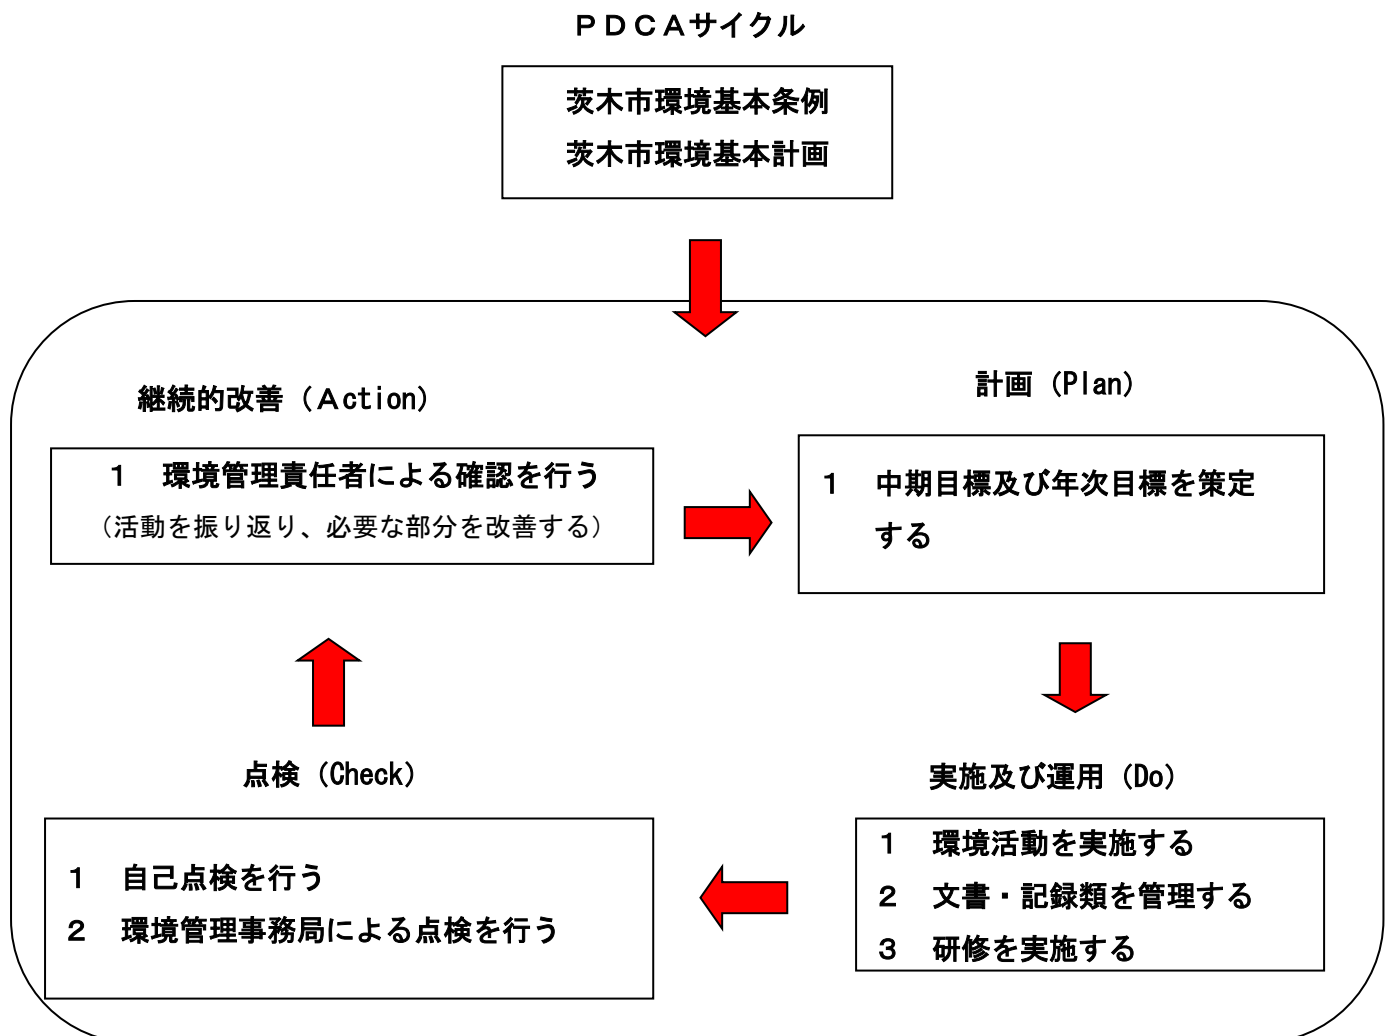 ＰＤＣＡサイクル
茨木市環境基本条例
茨木市環境基本計画
継続的改善（Ａction）
１　環境管理責任者による確認を行う
（活動を振り返り、必要な部分を改善する）
計画（Plan）
１　中期目標及び年次目標を策定
する
点検（Check）
１　自己点検を行う
２　環境管理事務局による点検を行う
実施及び運用（Do）
１　環境活動を実施する
２　文書・記録類を管理する
３　研修を実施する